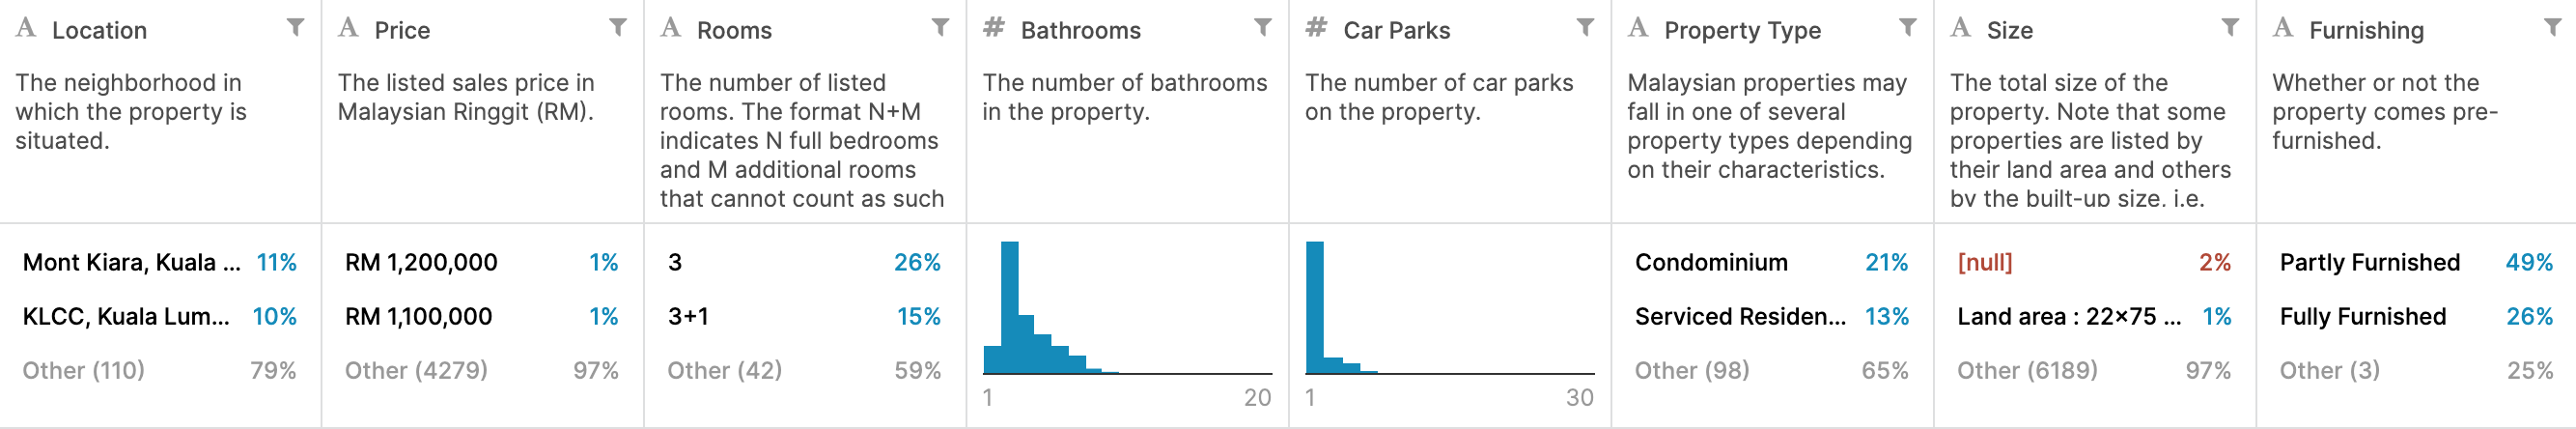 A Location
The neighborhood in
which the property is
situated.
Mont Kiara, Kuala ... 11%
KLCC, Kuala Lum... 10%
Other (110) 79%
A Price
The listed sales price in
Malaysian Ringgit (RM).
RM 1,200,000 1%
RM 1,100,000 1%
Other (4279) 97%
A Rooms
The number of listed
rooms. The format N+M
indicates N full bedrooms
and M additional rooms
that cannot count as such
3 26%
3+1 15%
Other (42) 59%
# Bathrooms
The number of bathrooms
in the property.
1 20
# Car Parks
The number of car parks
on the property.
1 30
A Property Type
Malaysian properties may
fall in one of several
property types depending
on their characteristics.
Condominium 21%
Serviced Residen... 13%
Other (98) 65%
A Size
The total size of the
property. Note that some
properties are listed by
their land area and others
by the built-up size, i.e.
[null] 2%
Land area : 22×75 ... 1%
Other (6189) 97%
A Furnishing
Whether or not the
property comes pre-
furnished.
Partly Furnished 49%
Fully Furnished 26%
Other (3) 25%